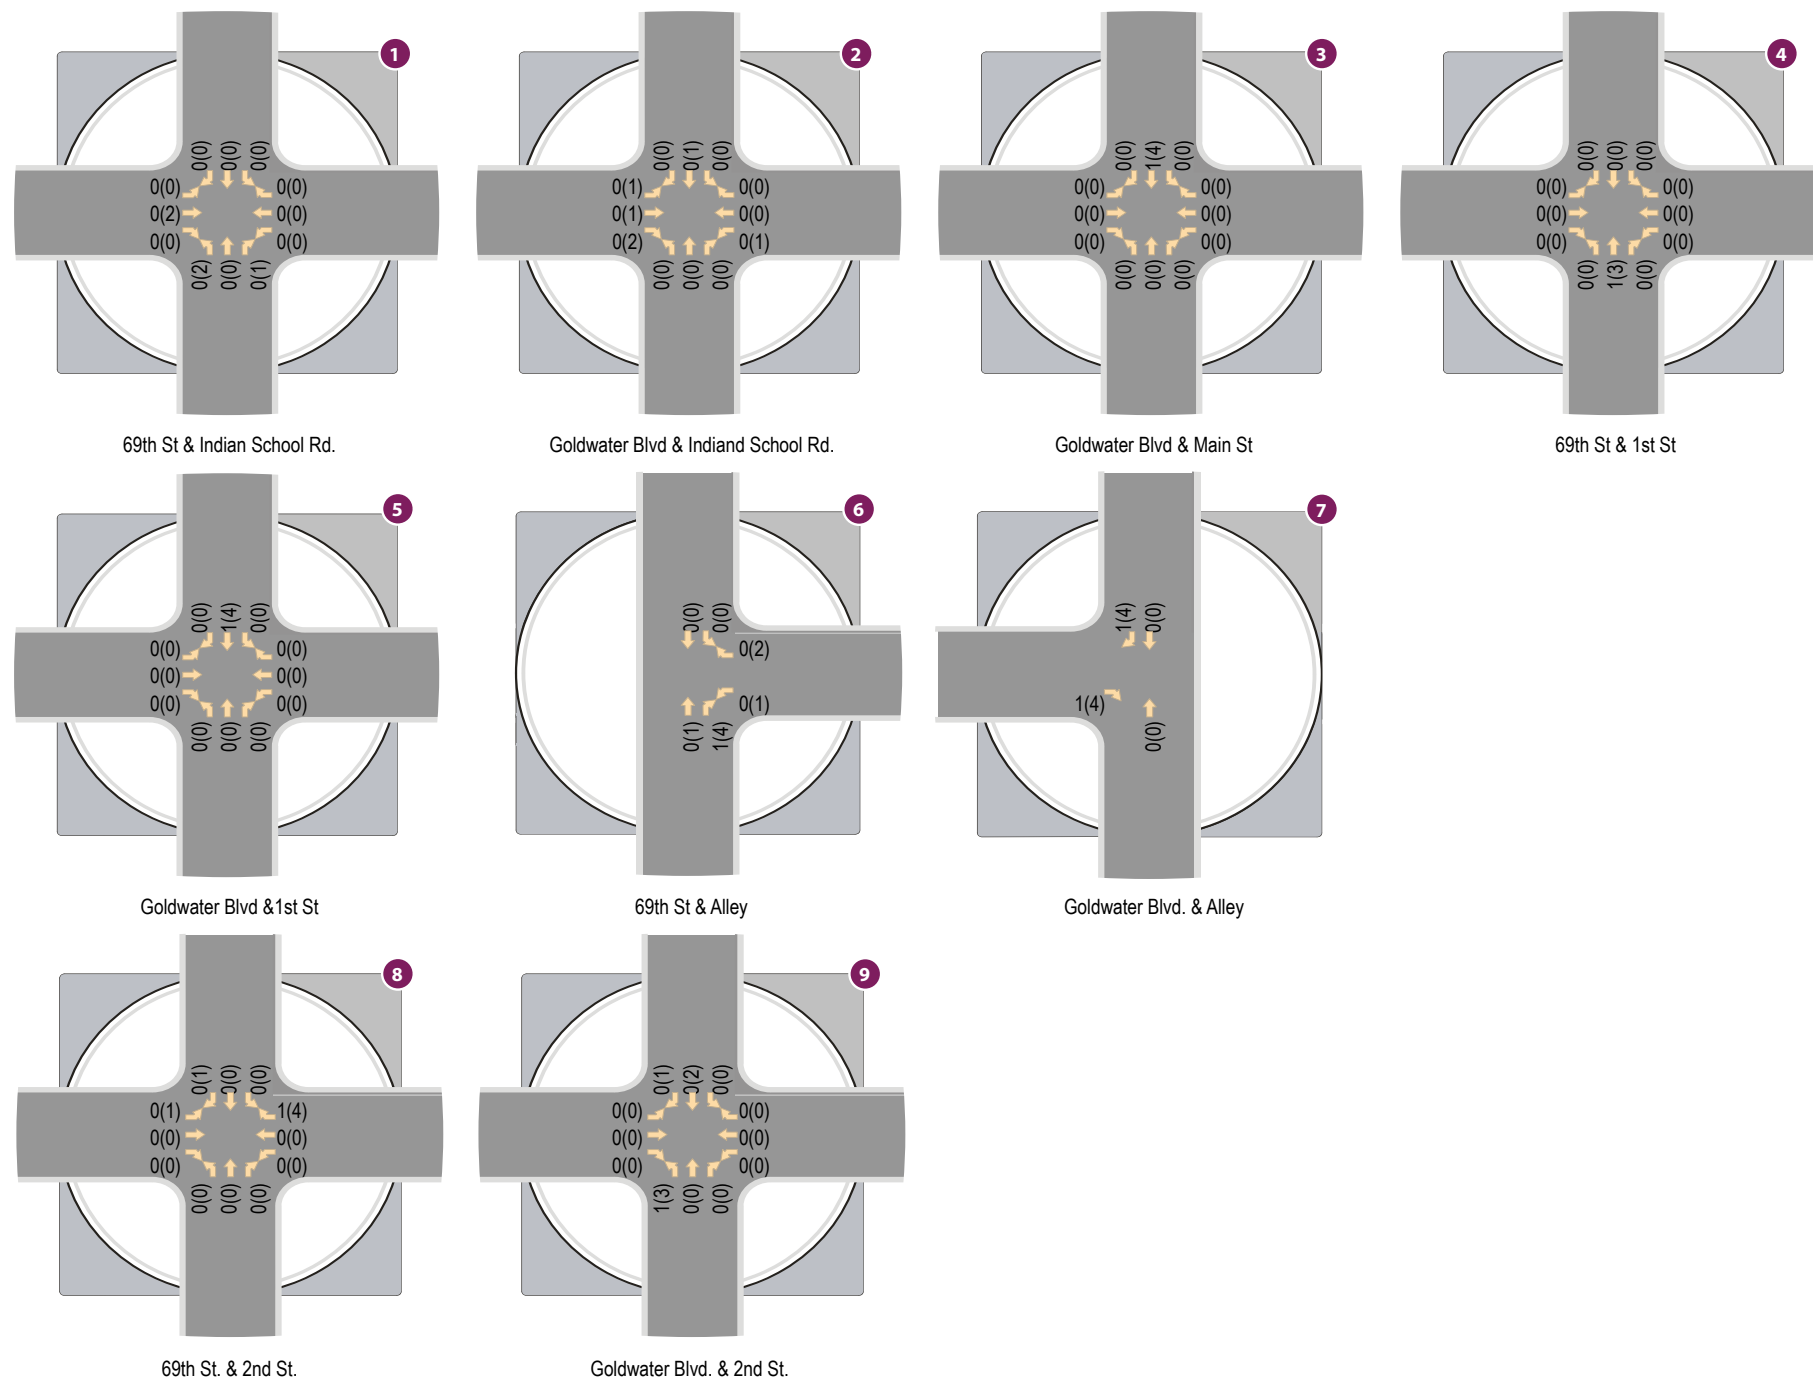 1
0(0) 0(0) 0(0)
0(0) 0(0)
0(2) 0(0)
0(0) 0(0)
0(2) 0(0) 0(1)
69th St & Indian School Rd.
2
0(0) 0(1) 0(0)
0(1) 0(0)
0(1) 0(0)
0(2) 0(1)
0(0) 0(0) 0(0)
Goldwater Blvd & Indiand School Rd.
3
0(0) 1(4) 0(0)
0(0) 0(0)
0(0) 0(0)
0(0) 0(0)
0(0) 0(0) 0(0)
Goldwater Blvd & Main St
4
0(0) 0(0) 0(0)
0(0) 0(0)
0(0) 0(0)
0(0) 0(0)
0(0) 1(3) 0(0)
69th St & 1st St
5
0(0) 1(4) 0(0)
0(0) 0(0)
0(0) 0(0)
0(0) 0(0)
0(0) 0(0) 0(0)
Goldwater Blvd &1st St
6
0(0) 0(0)
0(2)
0(1)
0(1) 1(4)
69th St & Alley
7
1(4) 0(0)
1(4)
0(0)
Goldwater Blvd. & Alley
8
0(1) 0(0) 0(0)
0(1) 1(4)
0(0) 0(0)
0(0) 0(0)
0(0) 0(0) 0(0)
69th St. & 2nd St.
9
0(1) 0(2) 0(0)
0(0) 0(0)
0(0) 0(0)
0(0) 0(0)
1(3) 0(0) 0(0)
Goldwater Blvd. & 2nd St.